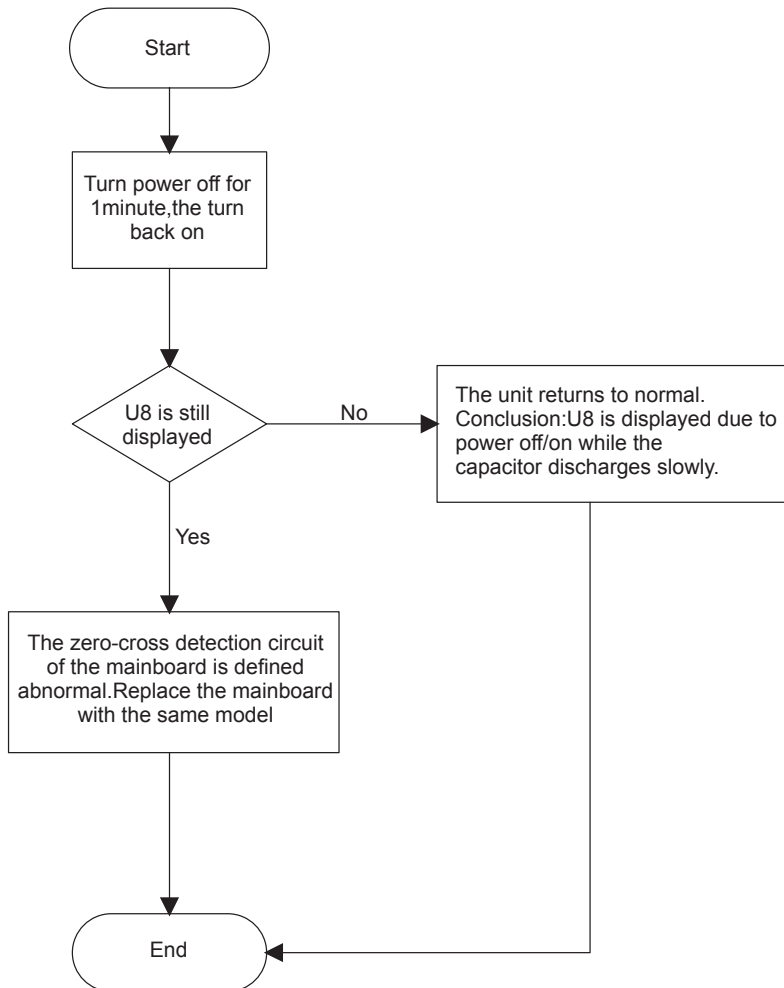 Start
Turn power off for
1minute,the turn
back on
U8 is still
displayed
No
The unit returns to normal.
Conclusion:U8 is displayed due to
power off/on while the
capacitor discharges slowly.
Yes
The zero-cross detection circuit
of the mainboard is defined
abnormal.Replace the mainboard
with the same model
End